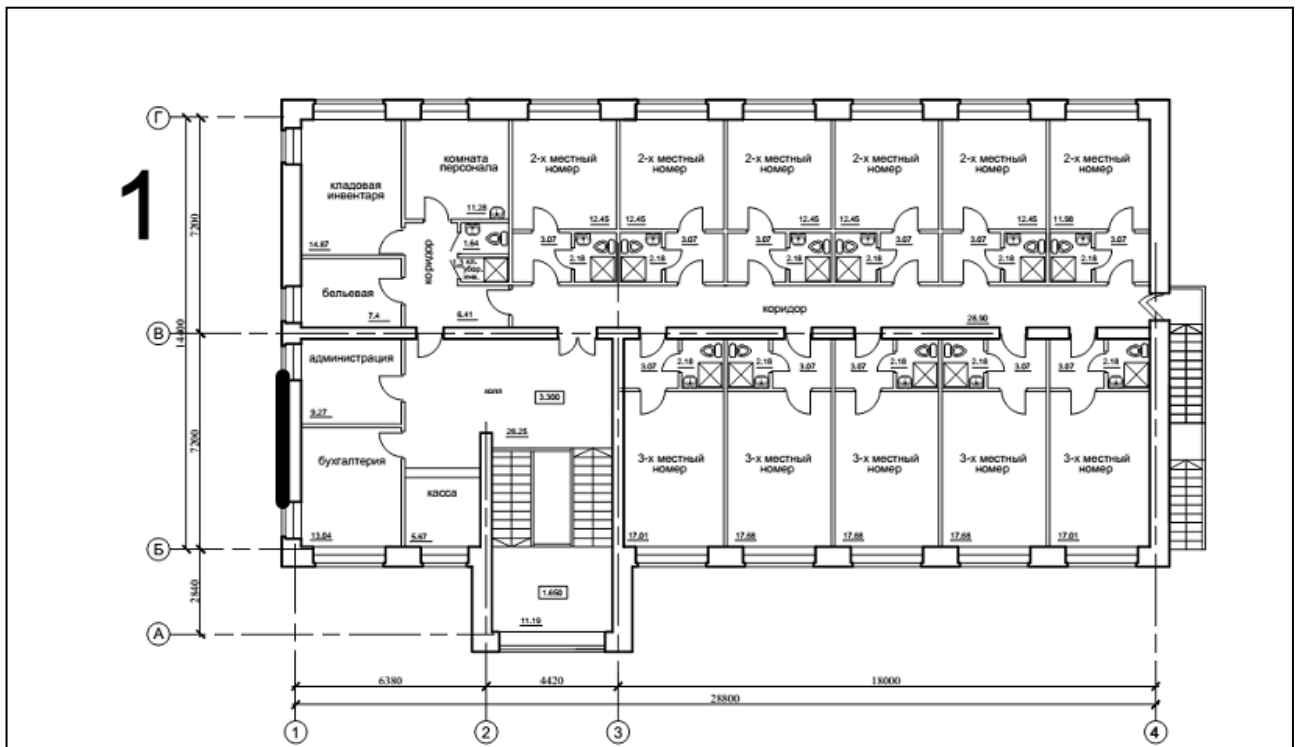 Г
1
7200
14400
7200
2840
В
Б
А
кладовая
инвентаря
14.87
комната
персонала
11.28
коридор
1.64
1.3 кл.
убор.
инв.
бельевая
7.4
6.41
2-х местный
номер
12.45
3.07
2.18
2-х местный
номер
12.45
3.07
2.18
2-х местный
номер
12.45
3.07
2.18
2-х местный
номер
12.45
3.07
2.18
2-х местный
номер
12.45
3.07
2.18
2-х местный
номер
11.98
3.07
2.18
коридор
28.90
администрация
9.27
холл
3.300
26.25
бухгалтерия
13.04
касса
5.67
1.650
11.19
3.07
2.18
3-х местный
номер
17.01
2.18
3.07
3-х местный
номер
17.68
3.07
2.18
3-х местный
номер
17.68
2.18
3.07
3-х местный
номер
17.68
3.07
2.18
3-х местный
номер
17.01
6380
4420
18000
28800
1
2
3
4